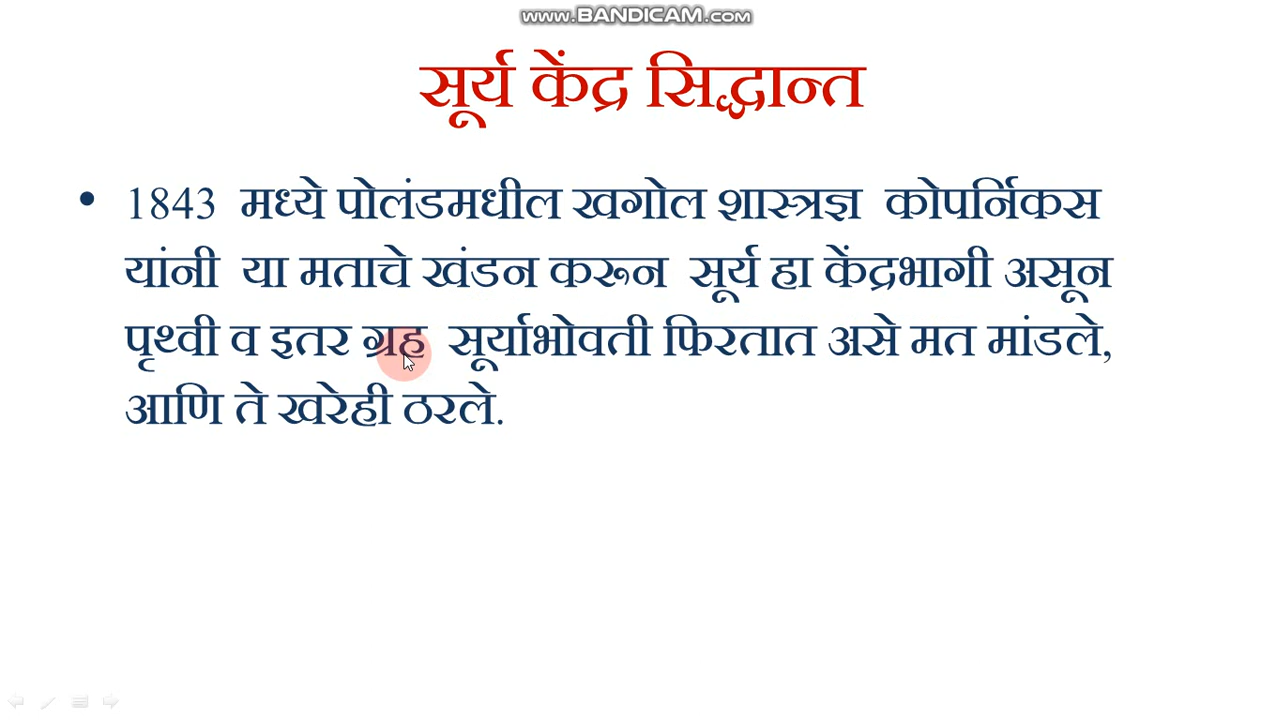 www.BANDICAM.com
सूर्य केंद्र सिद्धान्त
• 1843 मध्ये पोलंडमधील खगोल शास्त्रज्ञ कोपर्निकस
यांनी या मताचे खंडन करून सूर्य हा केंद्रभागी असून
पृथ्वी व इतर ग्रह सूर्याभोवती फिरतात असे मत मांडले,
आणि ते खरेही ठरले.